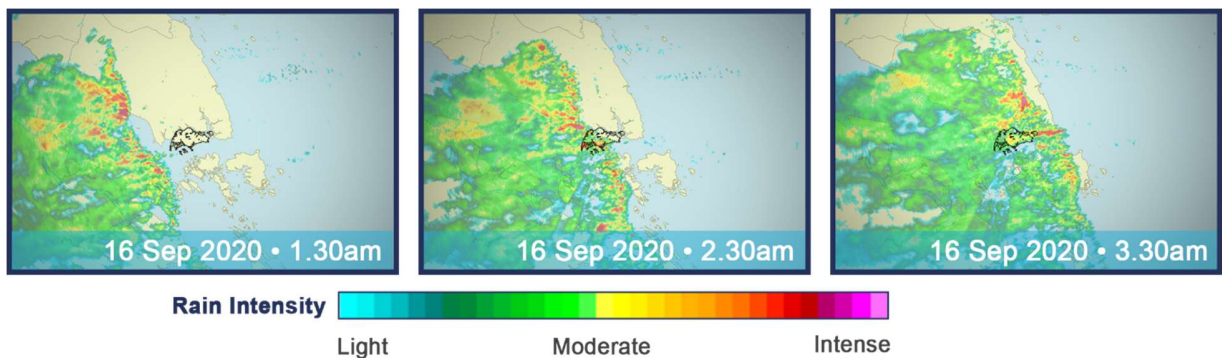 16 Sep 2020 • 1.30am
16 Sep 2020 • 2.30am
16 Sep 2020 • 3.30am
Rain Intensity
Light Moderate Intense